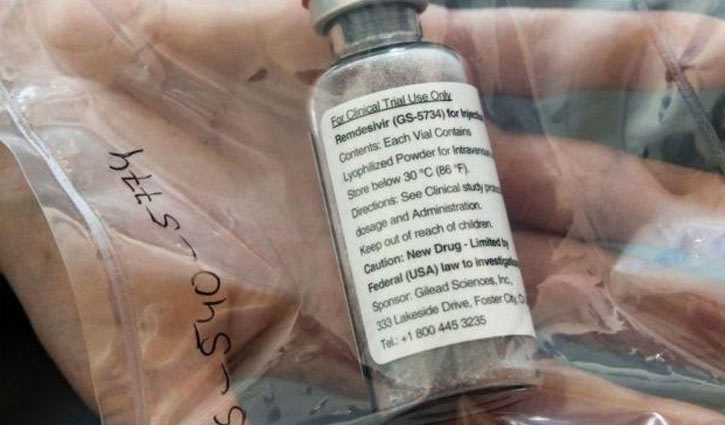 For Clinical Trial Use Only
Remdesivir (GS-5734) for
Contents: Each Vial Contains
Lyophilized Powder for
Store below 30 °C (86 °F).
Directions: See Clinical study
dosage and Administration.
Keep out of reach of children.
Caution: New Drug - Limited by
Federal (USA) law to
Sponsor: Gilead Sciences, Inc.
333 Lakeside Drive, Foster City,
Tel.: +1 800 445 3235
-540-5774